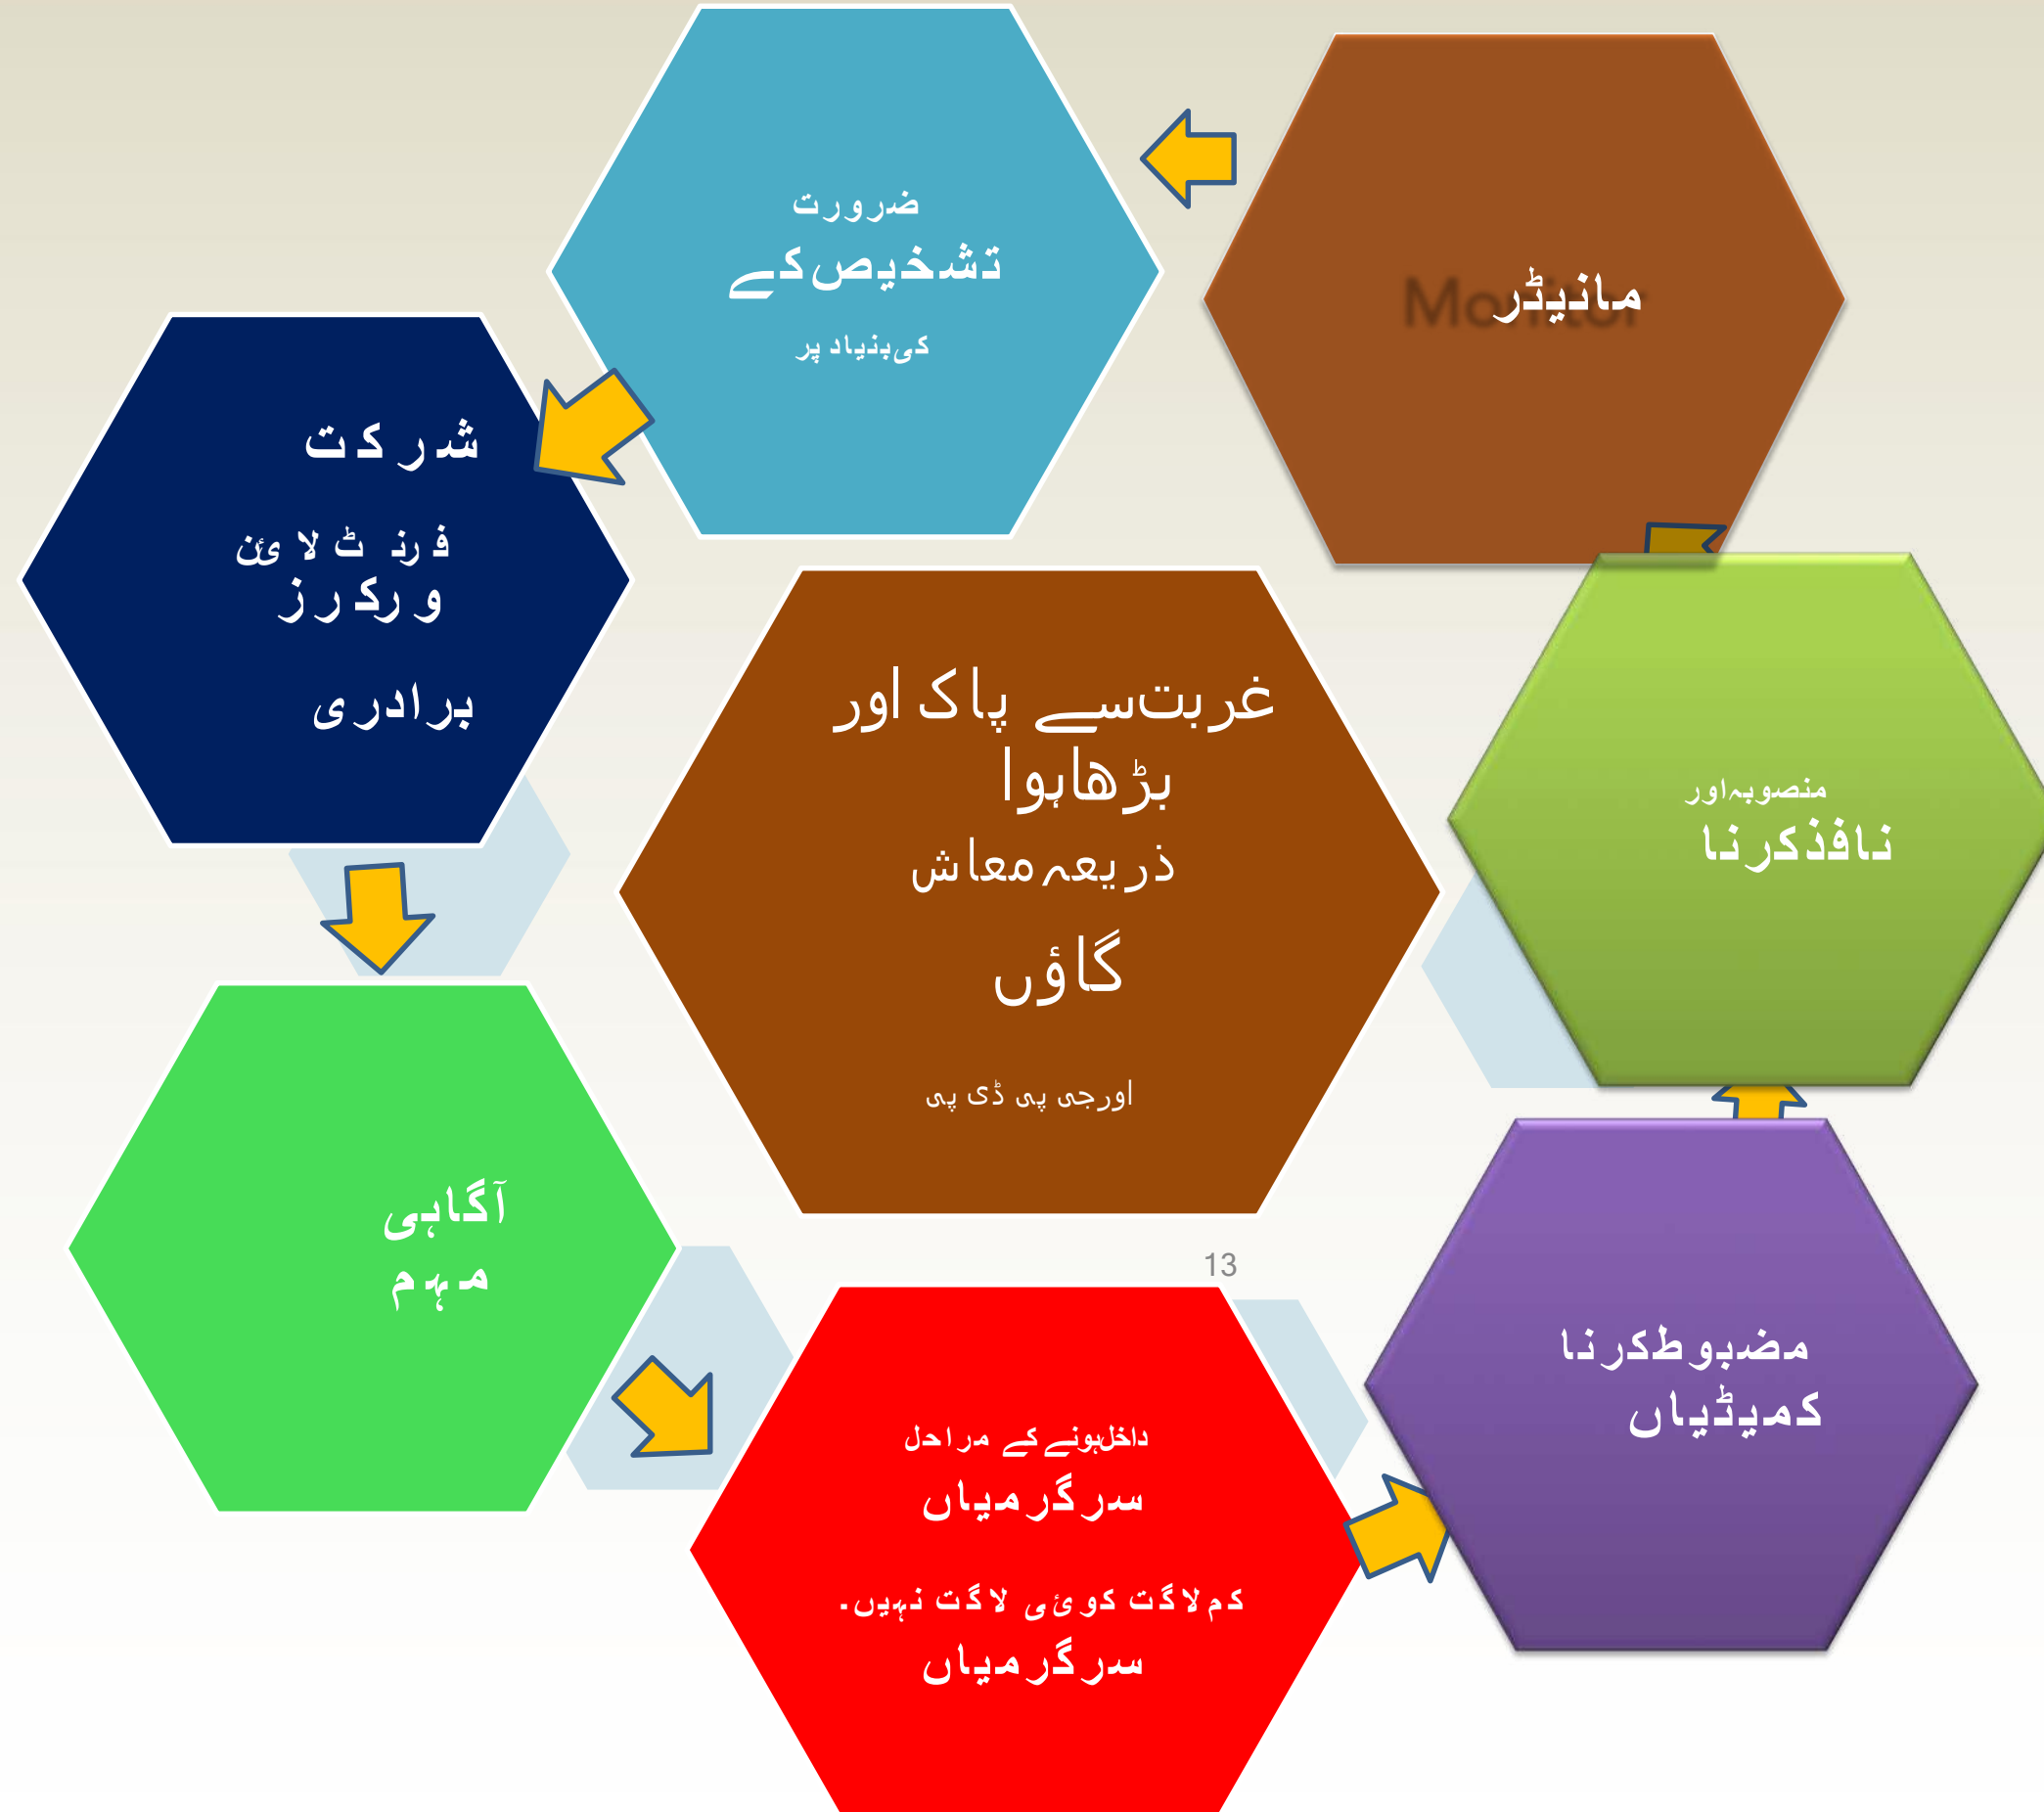 ضرورت
تشخیص کے
کی بنیاد پر
مانیٹر
Monitor
شرکت
فرنٹ لائن
ورکرز
برادری
غربت سے پاک اور
بڑھا ہوا
ذریعہ معاش
گاؤں
اور جی پی ڈی پی
منصوبہ اور
نافذ کرنا
آگاہی
مہم
13
مضبوط کرنا
کمیٹیاں
داخل ہونے کے مراحل
سرگرمیاں
کم لاگت کوئی لاگت نہیں۔
سرگرمیاں